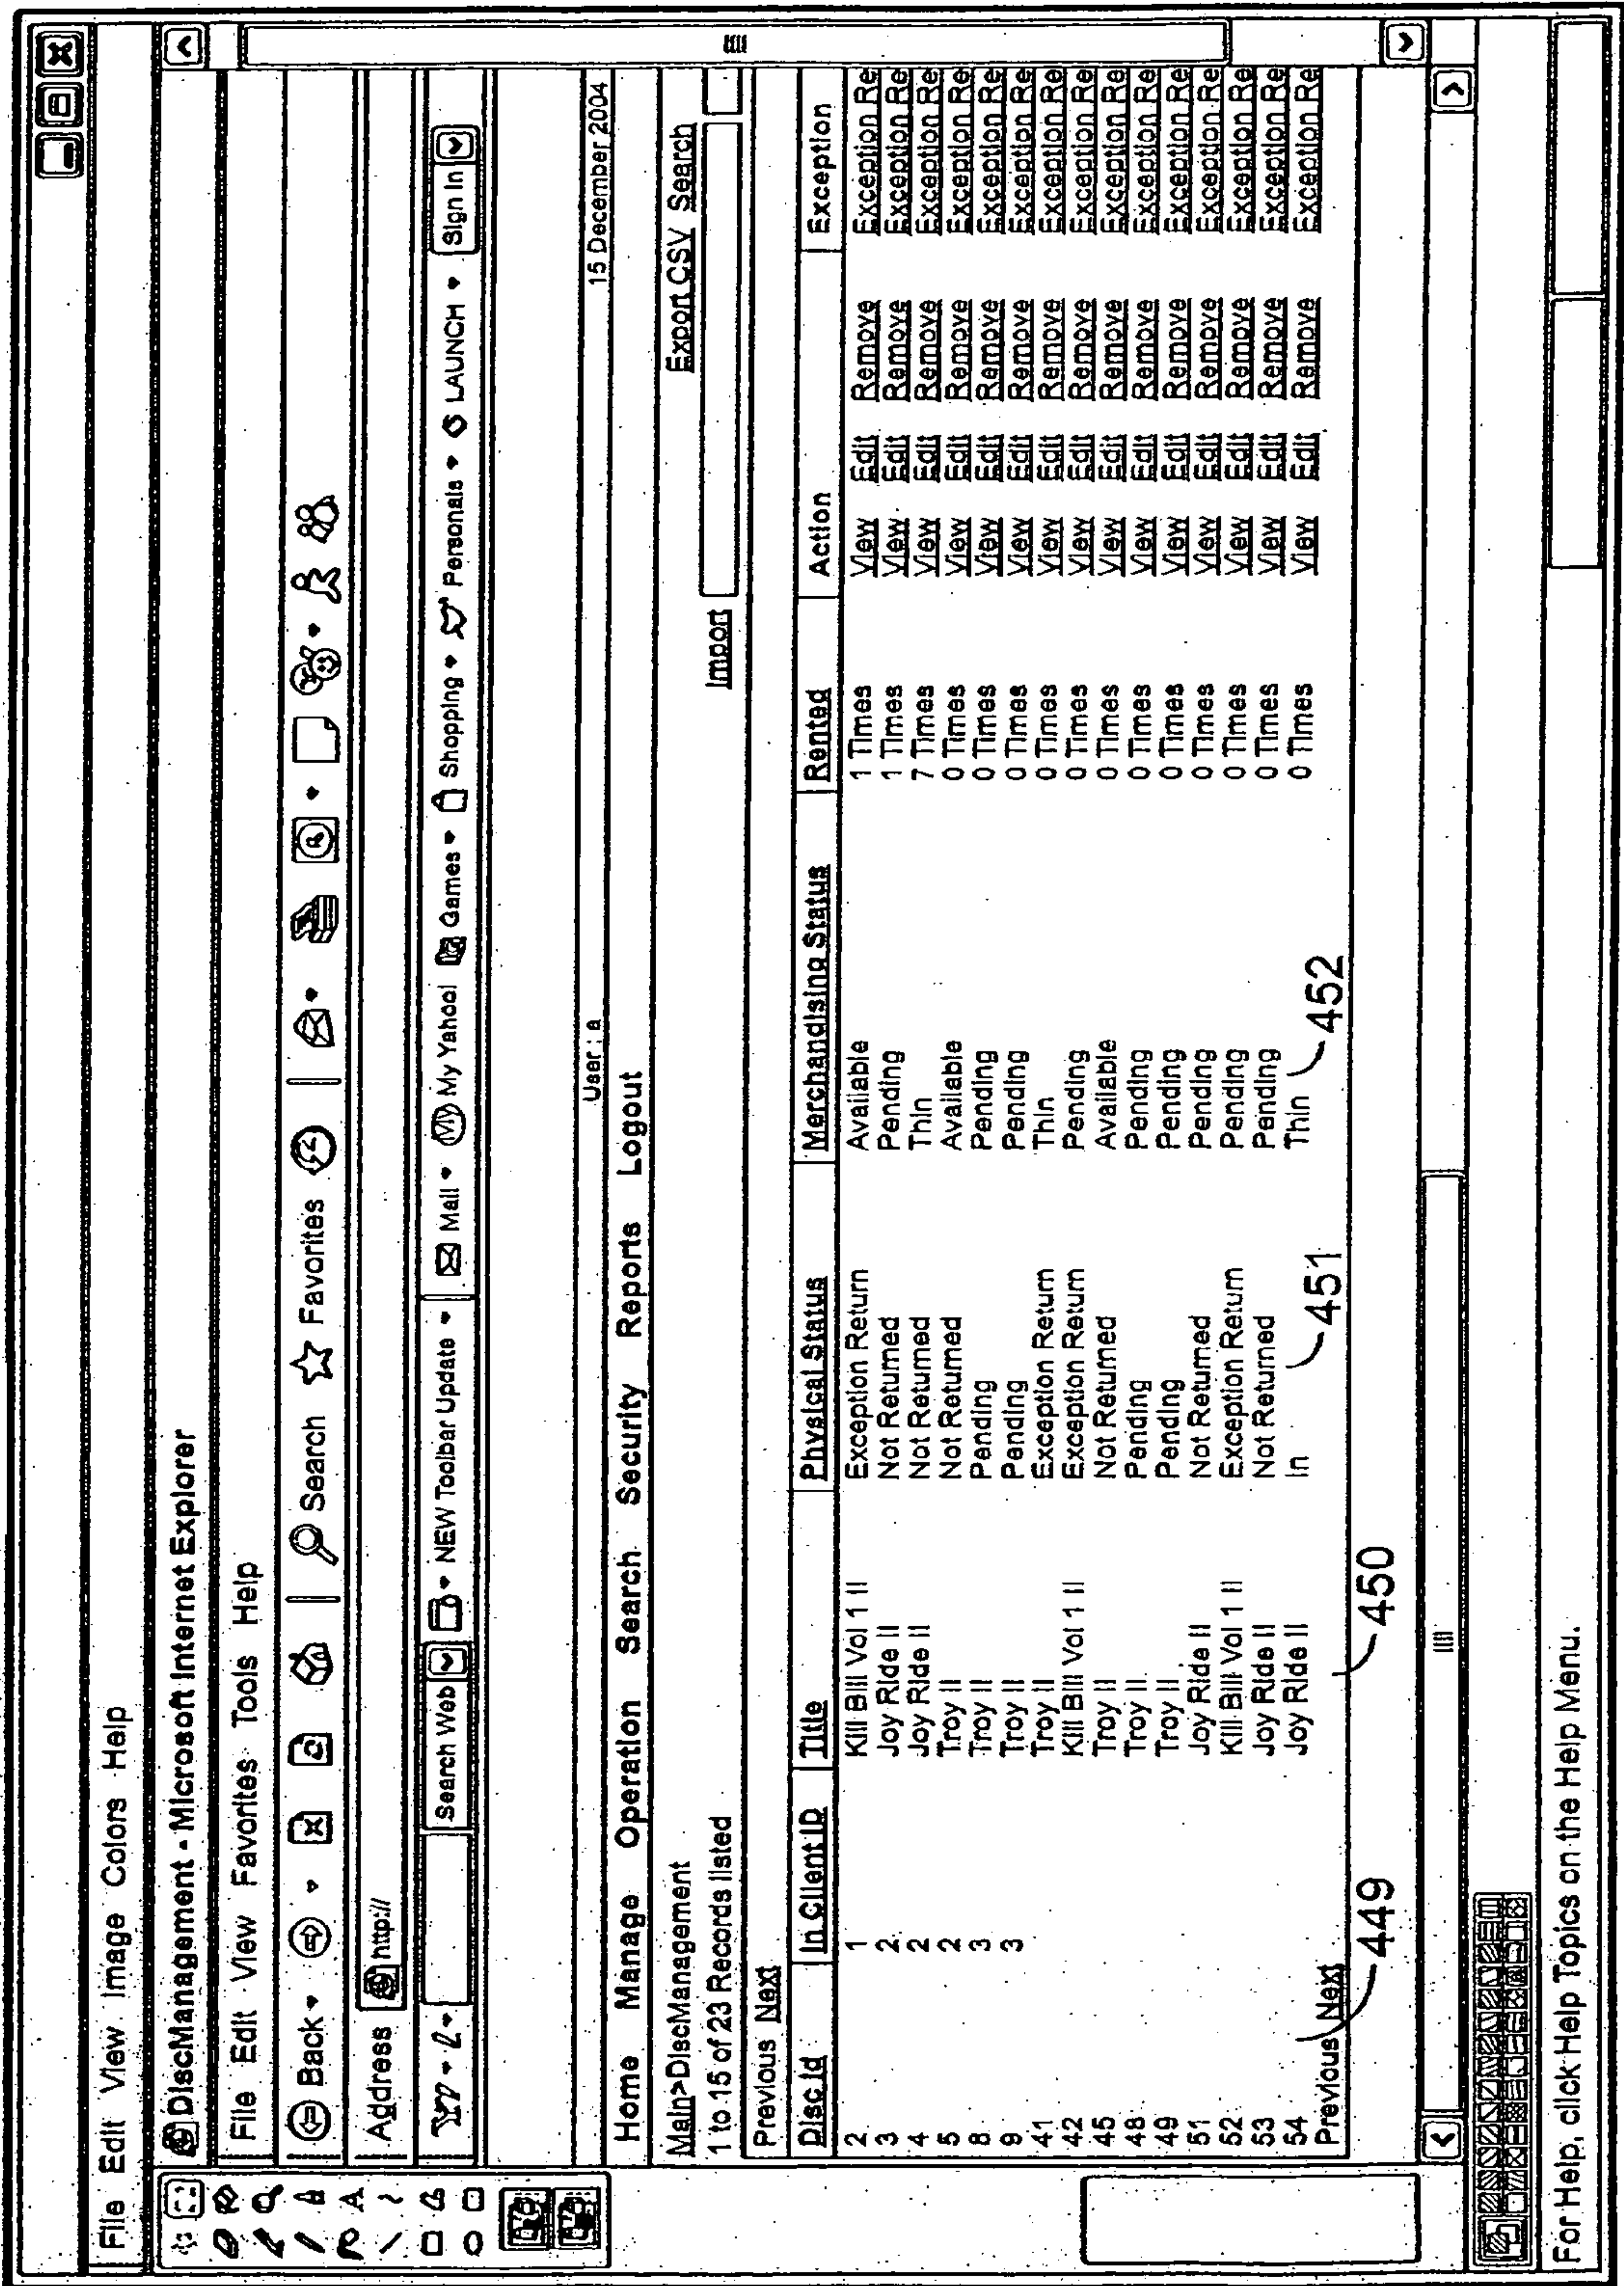 File Edit View Image Colors Help
DiscManagement - Microsoft Internet Explorer
File Edit View Favorites Tools Help
Back Search Favorites
Address http://
Search Web NEW Toolbar Update Mail My Yahoo! Games Shopping Personals LAUNCH Sign In
User : a 15 December 2004
Home Manage Operation Search Security Reports Logout
Main>DiscManagement Export CSV Search
1 to 15 of 23 Records listed Import
Previous Next
Disc Id In Client ID Title Physical Status Merchandising Status Rented Action Exception
2 1 Kill Bill Vol 1 II Exception Return Available 1 Times View Edit Remove Exception Re
3 2 Joy Ride II Not Returned Pending 1 Times View Edit Remove Exception Re
4 2 Joy Ride II Not Returned Thin 7 Times View Edit Remove Exception Re
5 2 Troy II Not Returned Available 0 Times View Edit Remove Exception Re
8 3 Troy II Pending Pending 0 Times View Edit Remove Exception Re
9 3 Troy II Pending Pending 0 Times View Edit Remove Exception Re
41 Troy II Exception Return Thin 0 Times View Edit Remove Exception Re
42 Kill Bill Vol 1 II Exception Return Pending 0 Times View Edit Remove Exception Re
45 Troy II Not Returned Available 0 Times View Edit Remove Exception Re
48 Troy II Pending Pending 0 Times View Edit Remove Exception Re
49 Troy II Pending Pending 0 Times View Edit Remove Exception Re
51 Joy Ride II Not Returned Pending 0 Times View Edit Remove Exception Re
52 Kill Bill Vol 1 II Exception Return Pending 0 Times View Edit Remove Exception Re
53 Joy Ride II Not Returned Pending 0 Times View Edit Remove Exception Re
54 Joy Ride II In Thin 0 Times View Edit Remove Exception Re
Previous Next
449 450 451 452
For Help, click Help Topics on the Help Menu.